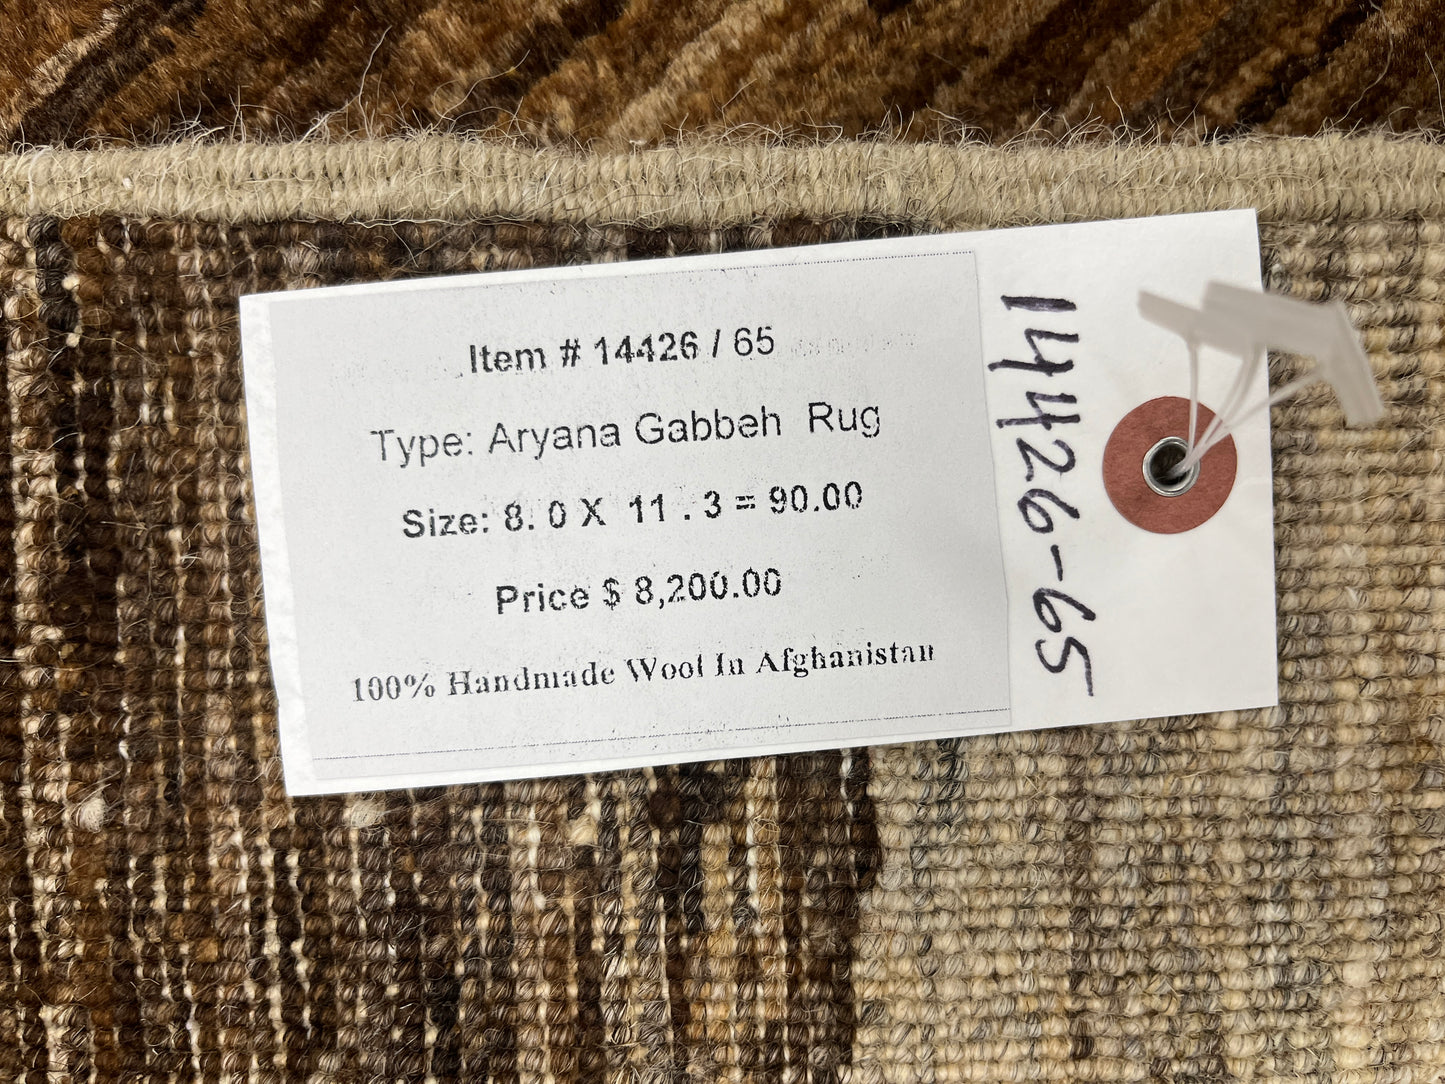 Item # 14426 / 65
Type: Aryana Gabbeh Rug
Size: 8. 0 X 11 . 3 = 90.00
Price $ 8,200.00
100% Handmade Wool In Afghanistan
14426-65